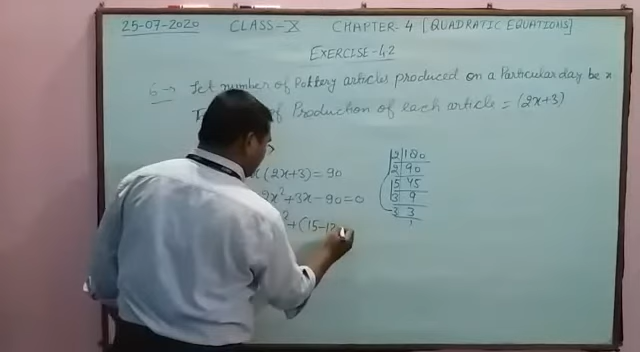 25-07-2020 CLASS-X CHAPTER-4 [QUADRATIC EQUATIONS]
EXERCISE-42
6→ Let number of Pottery articles produced on a Particular day be x
of Production of each article = (2x+3)
(2x+3) = 90
2x²+3x-90=0
2 + (15-12
2 180
2 90
5 45
3 9
3 3
1